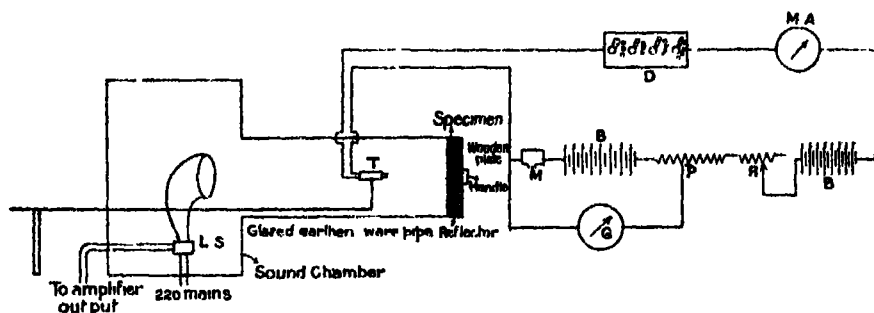 M A
D
Specimen
Wooden
plate
T
B
M
Handle
P
R
B
G
Glazed earthen ware pipe Reflector
L S
Sound Chamber
To amplifier
out put
220 mains